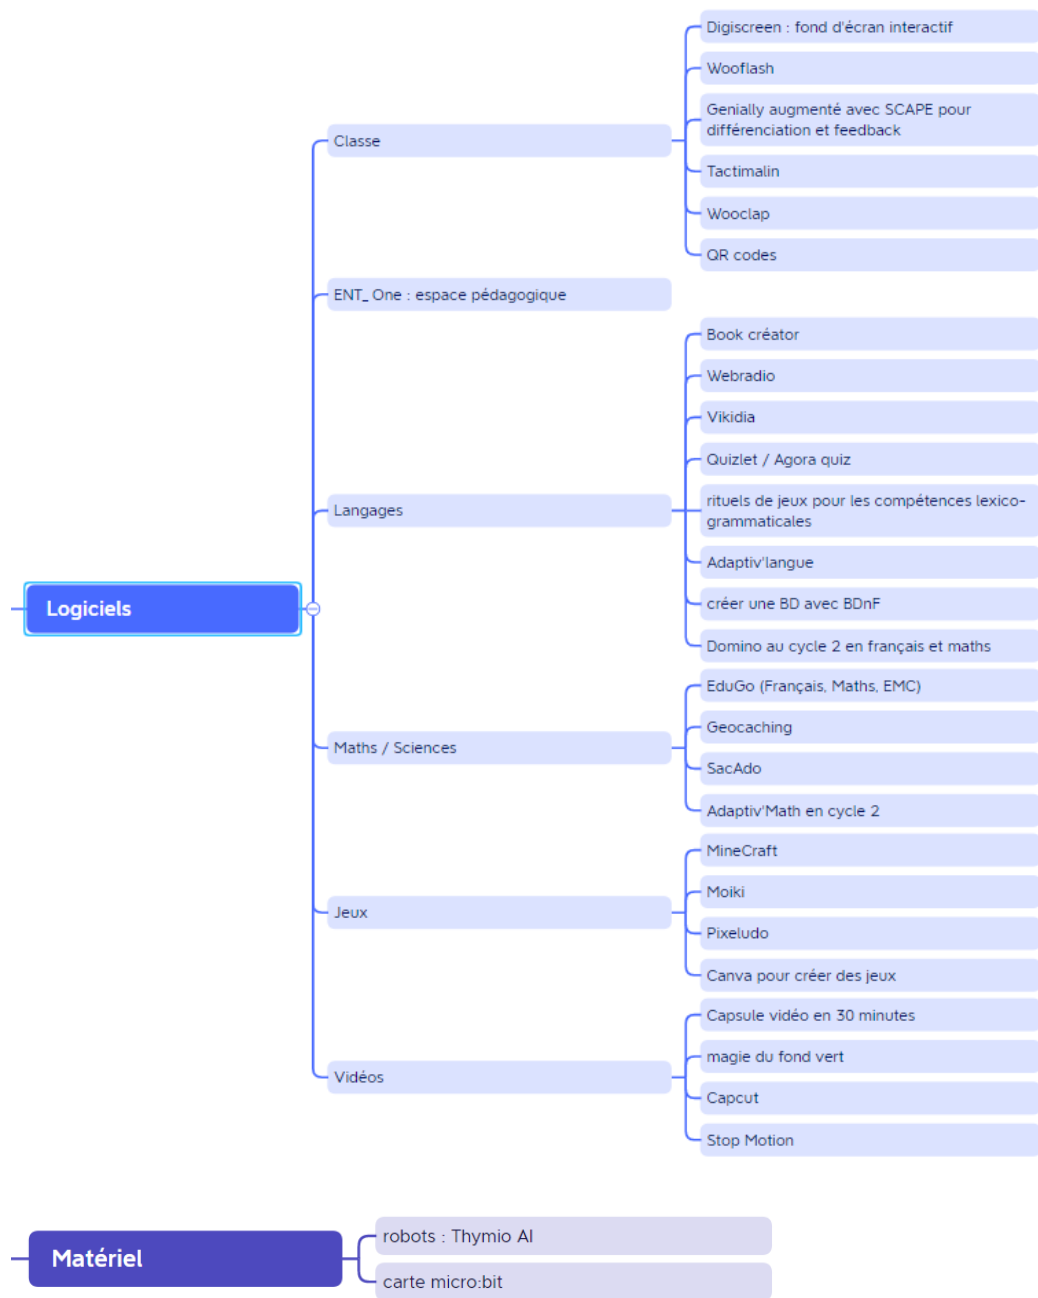 Logiciels
Classe
Digiscreen : fond d'écran interactif
Wooflash
Genially augmenté avec SCAPE pour
différenciation et feedback
Tactimalin
Wooclap
QR codes
ENT_ One : espace pédagogique
Langages
Book créator
Webradio
Vikidia
Quizlet / Agora quiz
rituels de jeux pour les compétences lexico-
grammaticales
Adaptiv'langue
créer une BD avec BDnF
Domino au cycle 2 en français et maths
Maths / Sciences
EduGo (Français, Maths, EMC)
Geocaching
SacAdo
Adaptiv'Math en cycle 2
Jeux
MineCraft
Moiki
Pixeludo
Canva pour créer des jeux
Vidéos
Capsule vidéo en 30 minutes
magie du fond vert
Capcut
Stop Motion
Matériel
robots : Thymio AI
carte micro:bit